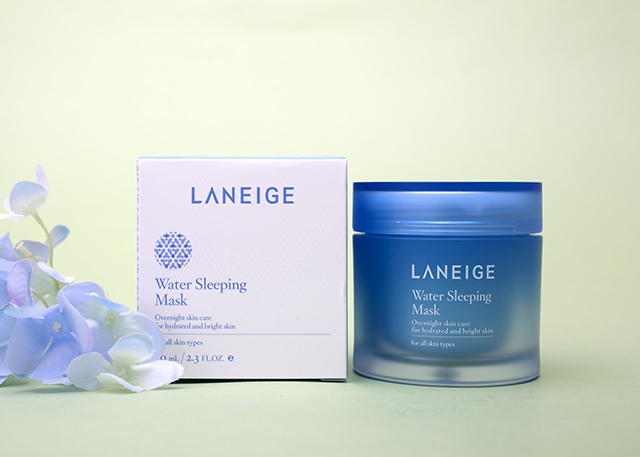 LANEIGE
Water Sleeping
Mask
Overnight skin care
for hydrated and bright skin
all skin types
mL / 2.3 FL.OZ. e
LANEIGE
Water Sleeping
Mask
Overnight skin care
for hydrated and bright skin
for all skin types